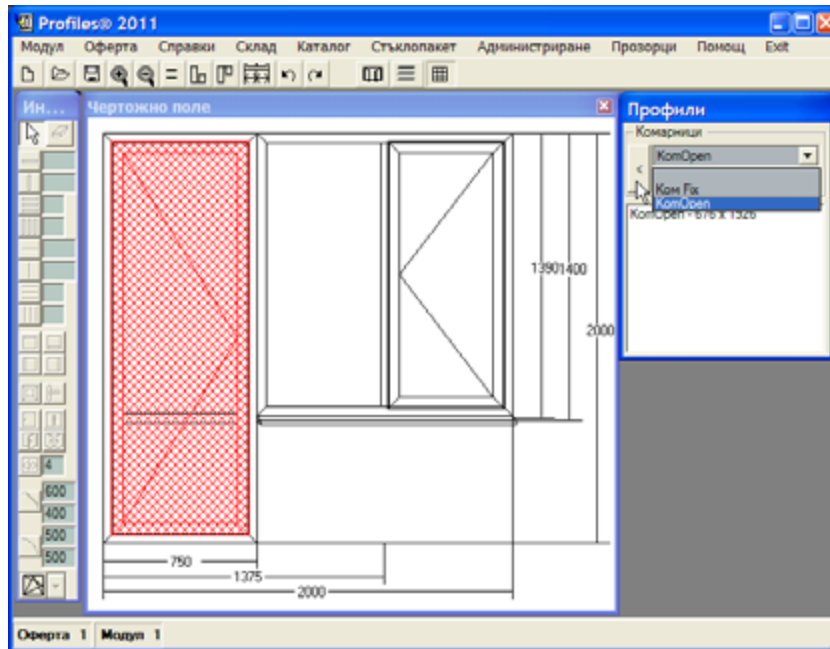 Profiles® 2011
Модул Оферта Справки Склад Каталог Стъклопакет Администриране Прозорци Помощ Exit
Ин...
Чертожно поле
Профили
Комарници
KomOpen
<
Ком Fix
KomOpen
KomOpen - 676 x 1926
1390 1400
2000
4
600
400
500
500
750
1375
2000
Оферта 1 Модул 1